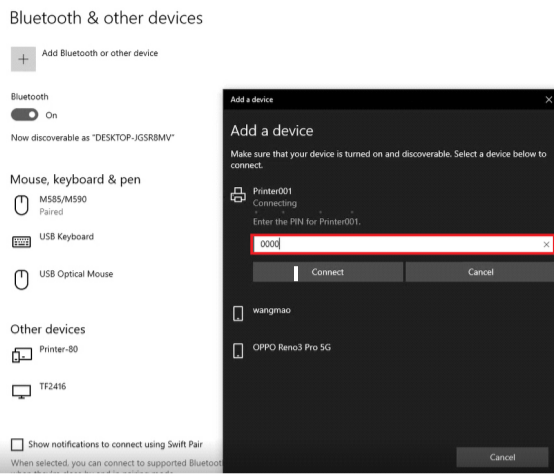 Bluetooth & other devices
Add Bluetooth or other device
Bluetooth
On
Now discoverable as "DESKTOP-JGSR8MV"
Mouse, keyboard & pen
M585/M590
Paired
USB Keyboard
USB Optical Mouse
Other devices
Printer-80
TF2416
Show notifications to connect using Swift Pair
When selected, you can connect to supported Bluetoot
Add a device
Add a device
Make sure that your device is turned on and discoverable. Select a device below to
connect.
Printer001
Connecting
Enter the PIN for Printer001.
0000
Connect
Cancel
wangmao
OPPO Reno3 Pro 5G
Cancel